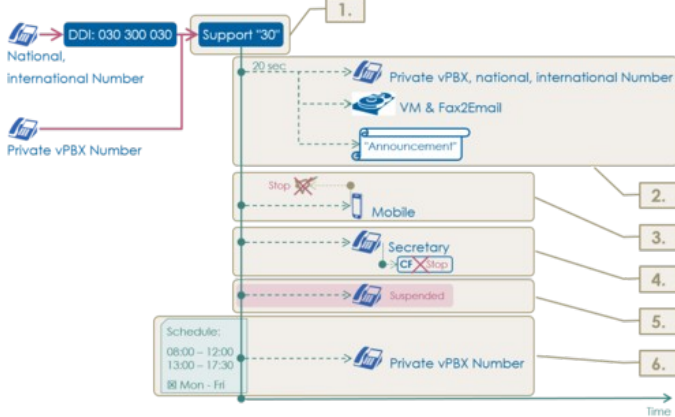 1.
DDI: 030 300 030
Support "30"
National,
international Number
Private vPBX Number
20 sec
Private vPBX, national, international Number
VM & Fax2Email
"Announcement"
2.
Stop
Mobile
3.
Secretary
CF Stop
4.
Suspended
5.
Schedule:
08:00 – 12:00
13:00 – 17:30
☒ Mon - Fri
Private vPBX Number
6.
Time